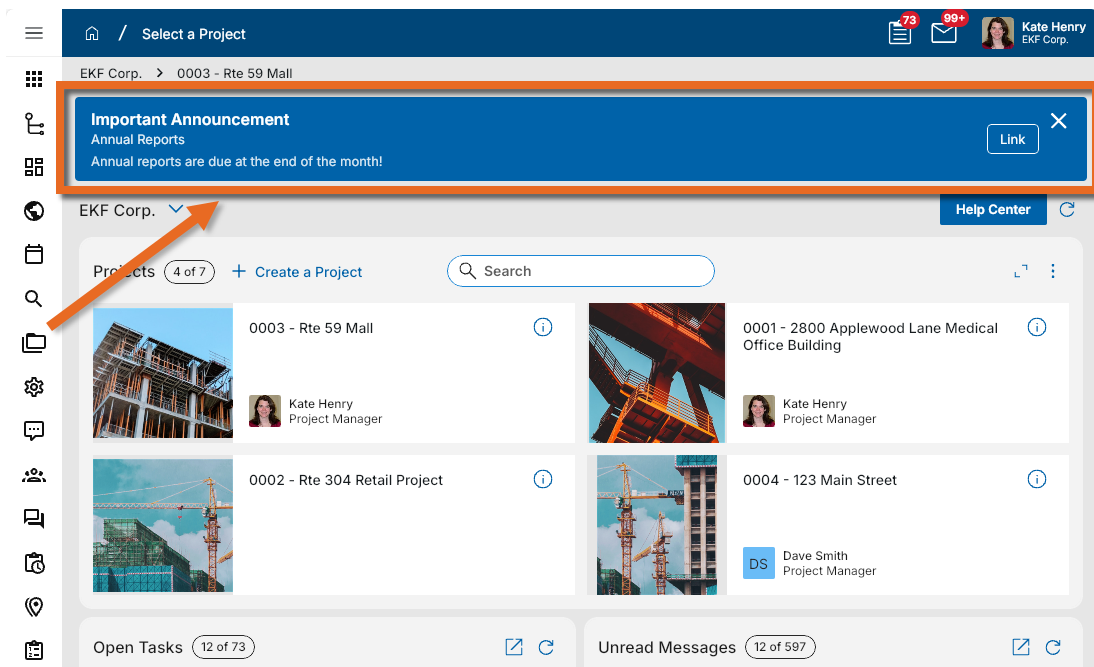 / Select a Project
73
99+
Kate Henry
EKF Corp.
EKF Corp. > 0003 - Rte 59 Mall
Important Announcement
Annual Reports
Annual reports are due at the end of the month!
Link
EKF Corp.
Help Center
Projects 4 of 7 + Create a Project
Search
0003 - Rte 59 Mall
Kate Henry
Project Manager
0001 - 2800 Applewood Lane Medical
Office Building
Kate Henry
Project Manager
0002 - Rte 304 Retail Project
0004 - 123 Main Street
DS
Dave Smith
Project Manager
Open Tasks 12 of 73
Unread Messages 12 of 597